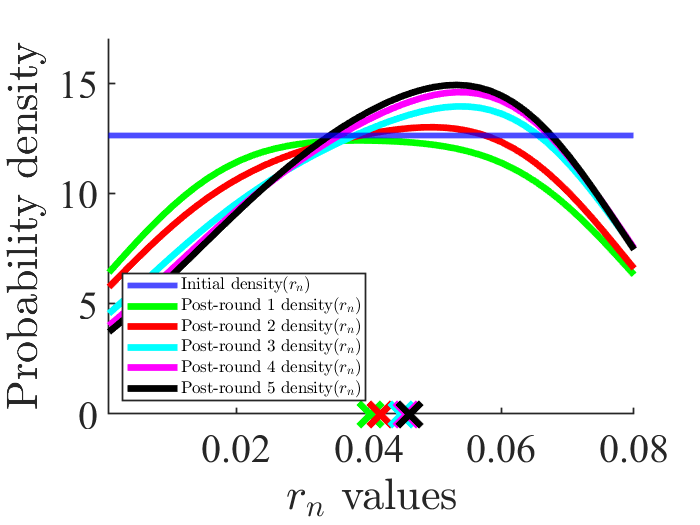 Probability density
15
10
5
0
Initial density(r_n)
Post-round 1 density(r_n)
Post-round 2 density(r_n)
Post-round 3 density(r_n)
Post-round 4 density(r_n)
Post-round 5 density(r_n)
0.02 0.04 0.06 0.08
r_n values